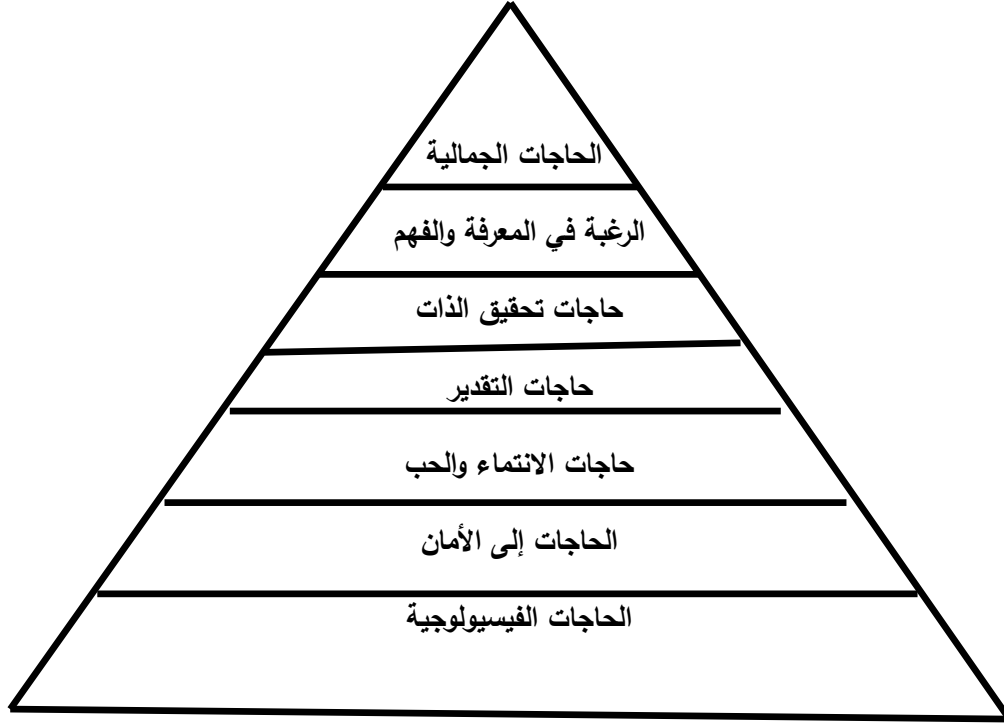 الحاجات الجمالية
الرغبة في المعرفة والفهم
حاجات تحقيق الذات
حاجات التقدير
حاجات الانتماء والحب
الحاجات إلى الأمان
الحاجات الفيسيولوجية